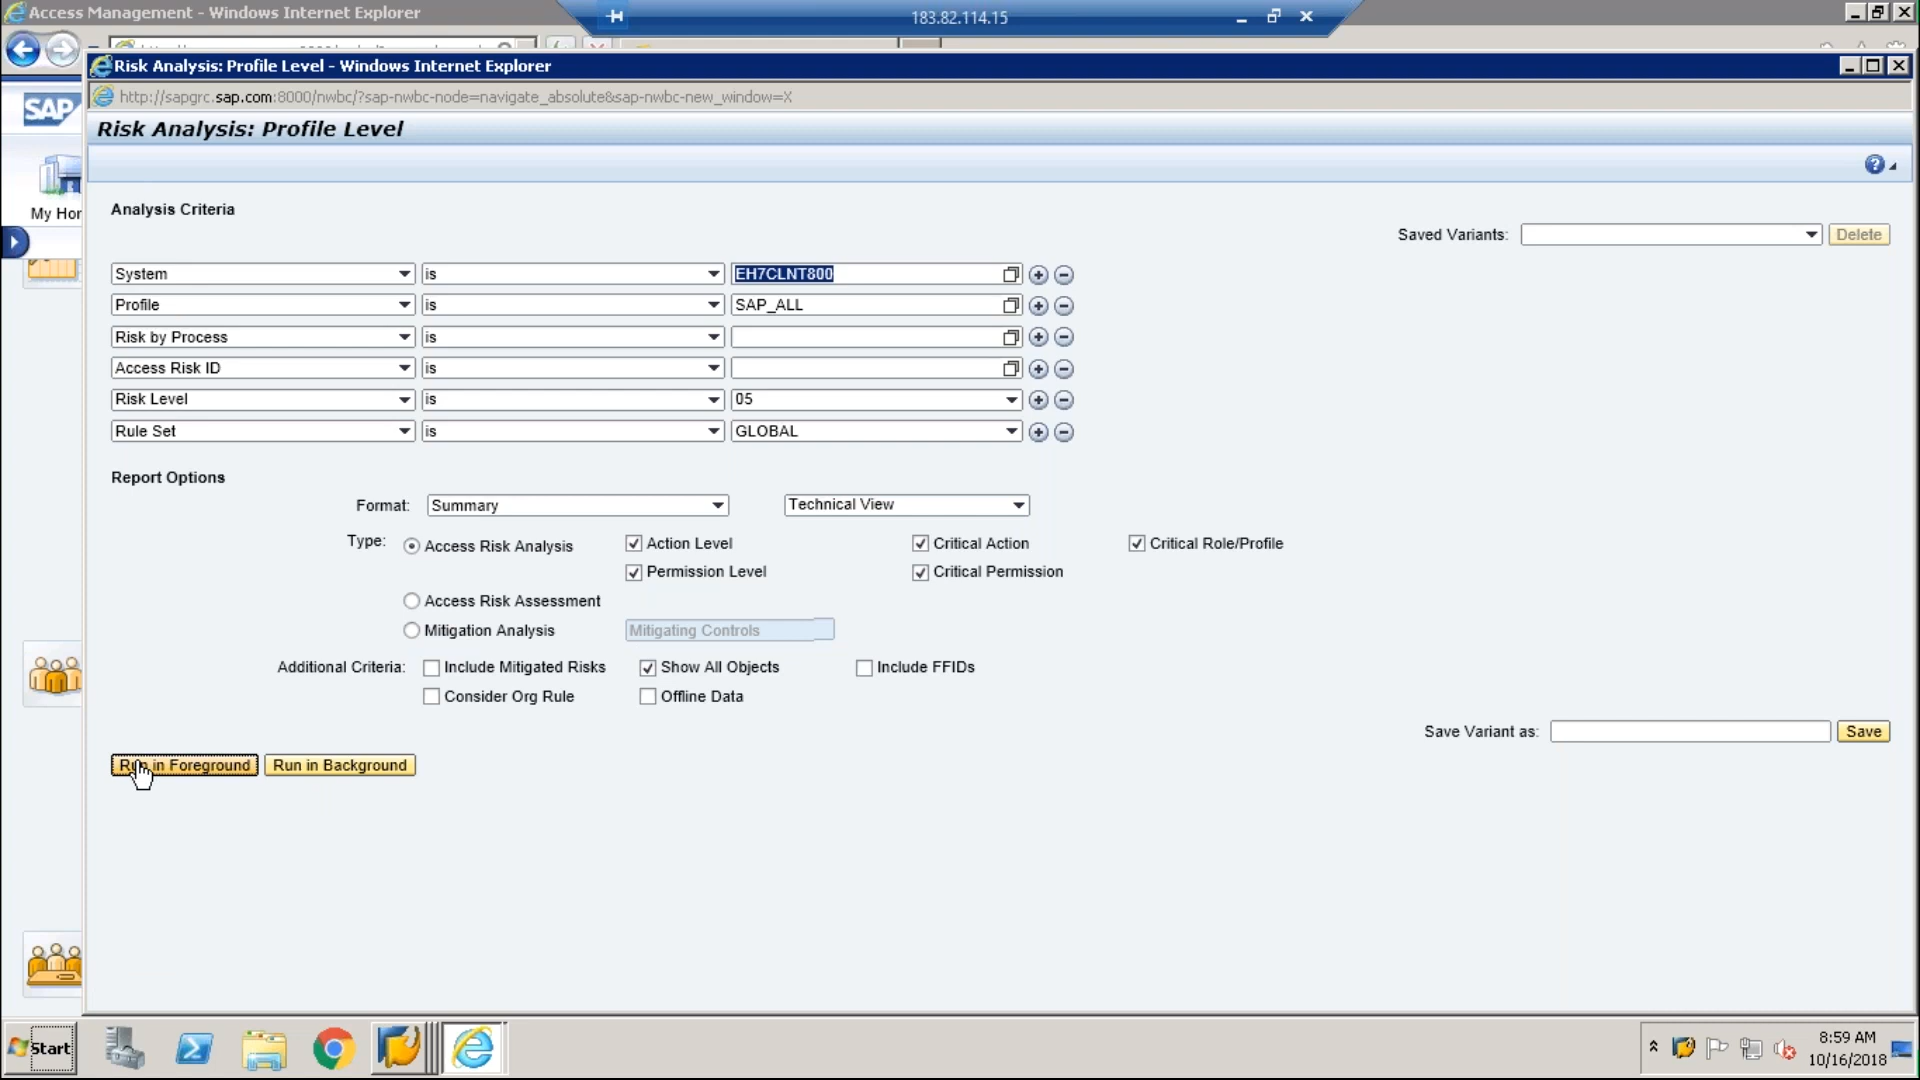 Access Management - Windows Internet Explorer
183.82.114.15
Risk Analysis: Profile Level - Windows Internet Explorer
http://sapgrc.sap.com:8000/nwbc/?sap-nwbc-node=navigate_absolute&sap-nwbc-new_window=X
SAP
Risk Analysis: Profile Level
My Hor
Analysis Criteria
Saved Variants: Delete
System is EH7CLNT800
Profile is SAP_ALL
Risk by Process is
Access Risk ID is
Risk Level is 05
Rule Set is GLOBAL
Report Options
Format: Summary Technical View
Type: Access Risk Analysis Action Level Critical Action Critical Role/Profile
Permission Level Critical Permission
Access Risk Assessment
Mitigation Analysis Mitigating Controls
Additional Criteria: Include Mitigated Risks Show All Objects Include FFIDs
Consider Org Rule Offline Data
Save Variant as: Save
Run in Foreground Run in Background
Start
8:59 AM
10/16/2018